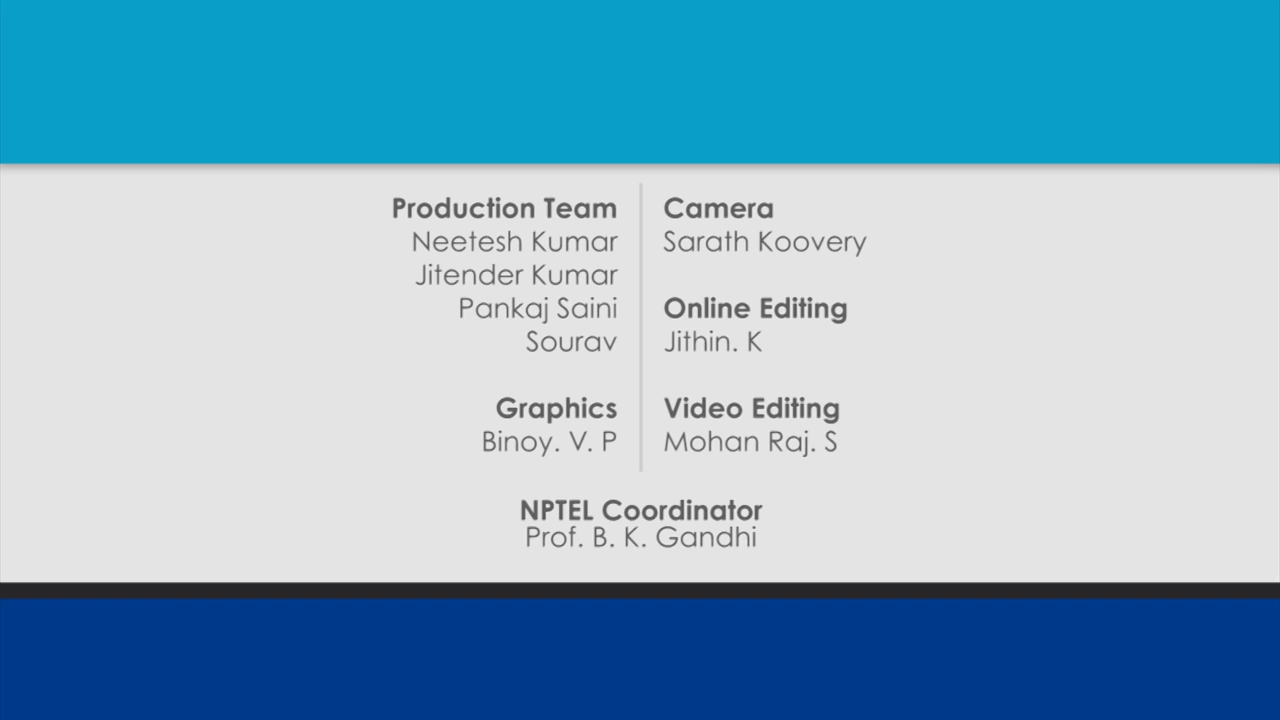 Production Team
Neetesh Kumar
Jitender Kumar
Pankaj Saini
Sourav
Graphics
Binoy. V. P
Camera
Sarath Koovery
Online Editing
Jithin. K
Video Editing
Mohan Raj. S
NPTEL Coordinator
Prof. B. K. Gandhi